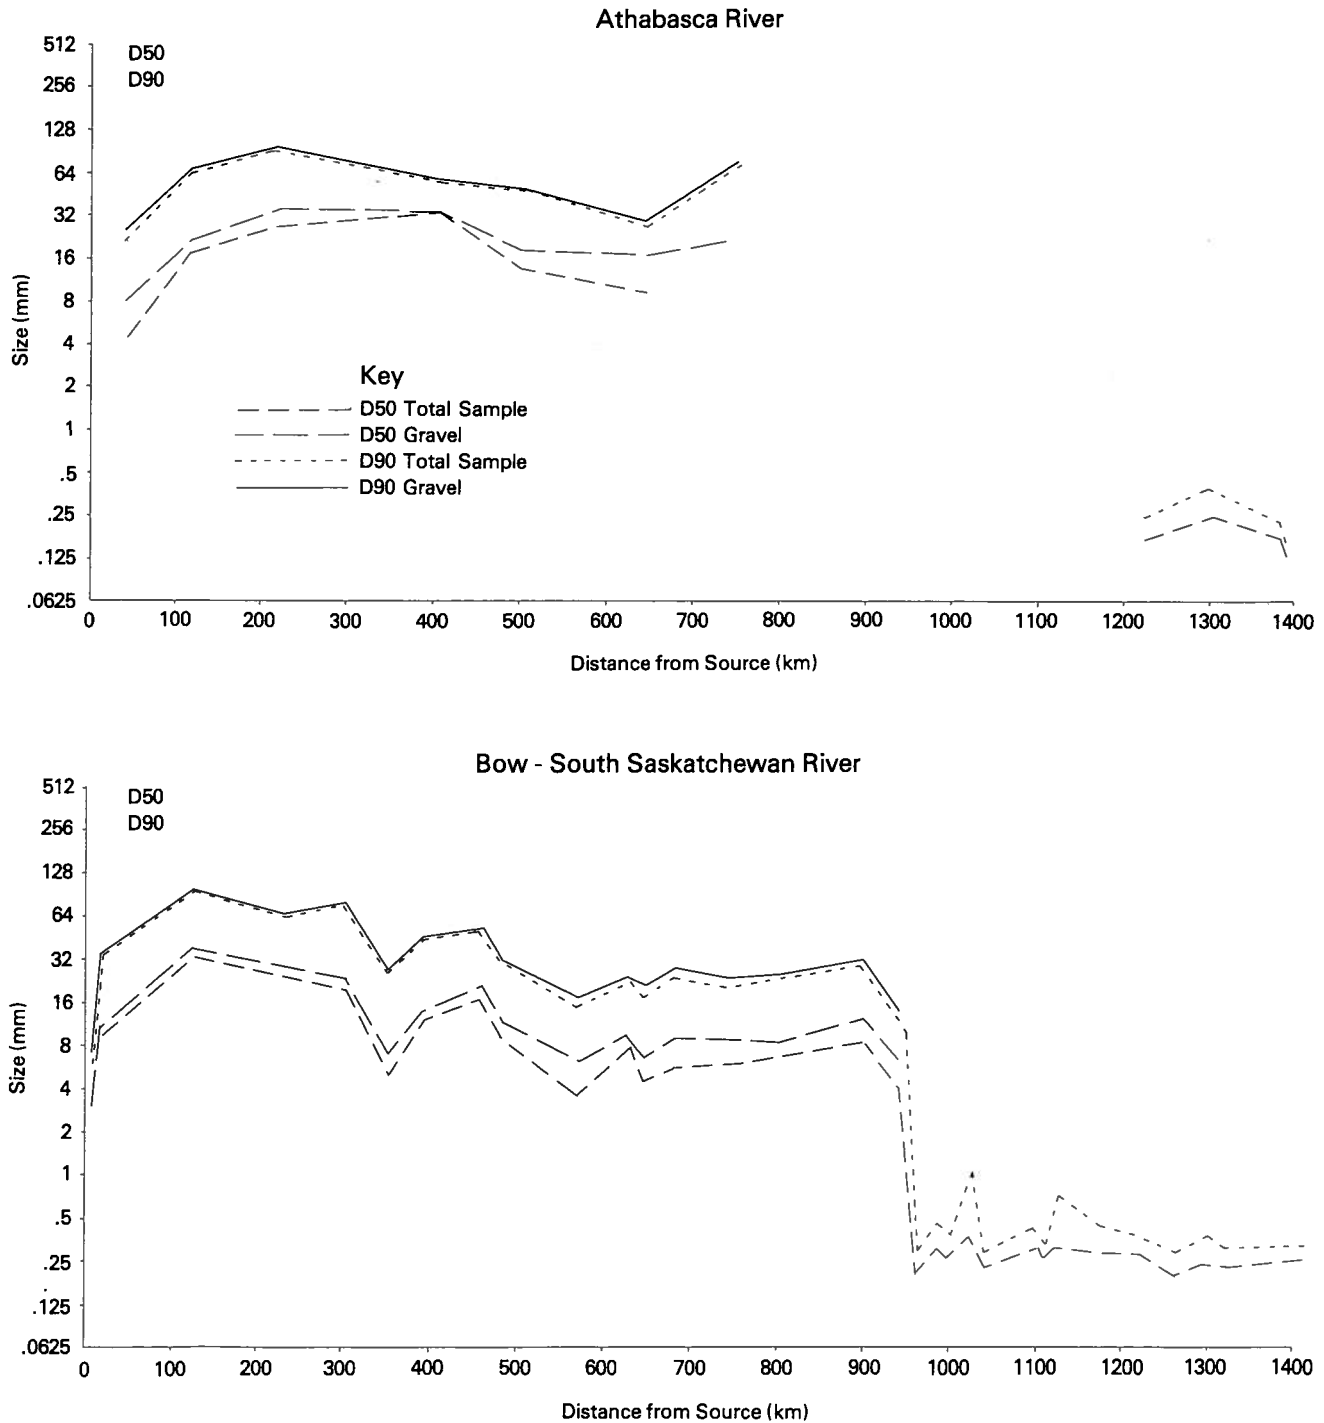 Athabasca River
D50
D90
512
256
128
64
32
16
8
4
2
1
.5
.25
.125
.0625
Size (mm)
Key
D50 Total Sample
D50 Gravel
D90 Total Sample
D90 Gravel
0 100 200 300 400 500 600 700 800 900 1000 1100 1200 1300 1400
Distance from Source (km)
Bow - South Saskatchewan River
D50
D90
512
256
128
64
32
16
8
4
2
1
.5
.25
.125
.0625
Size (mm)
0 100 200 300 400 500 600 700 800 900 1000 1100 1200 1300 1400
Distance from Source (km)